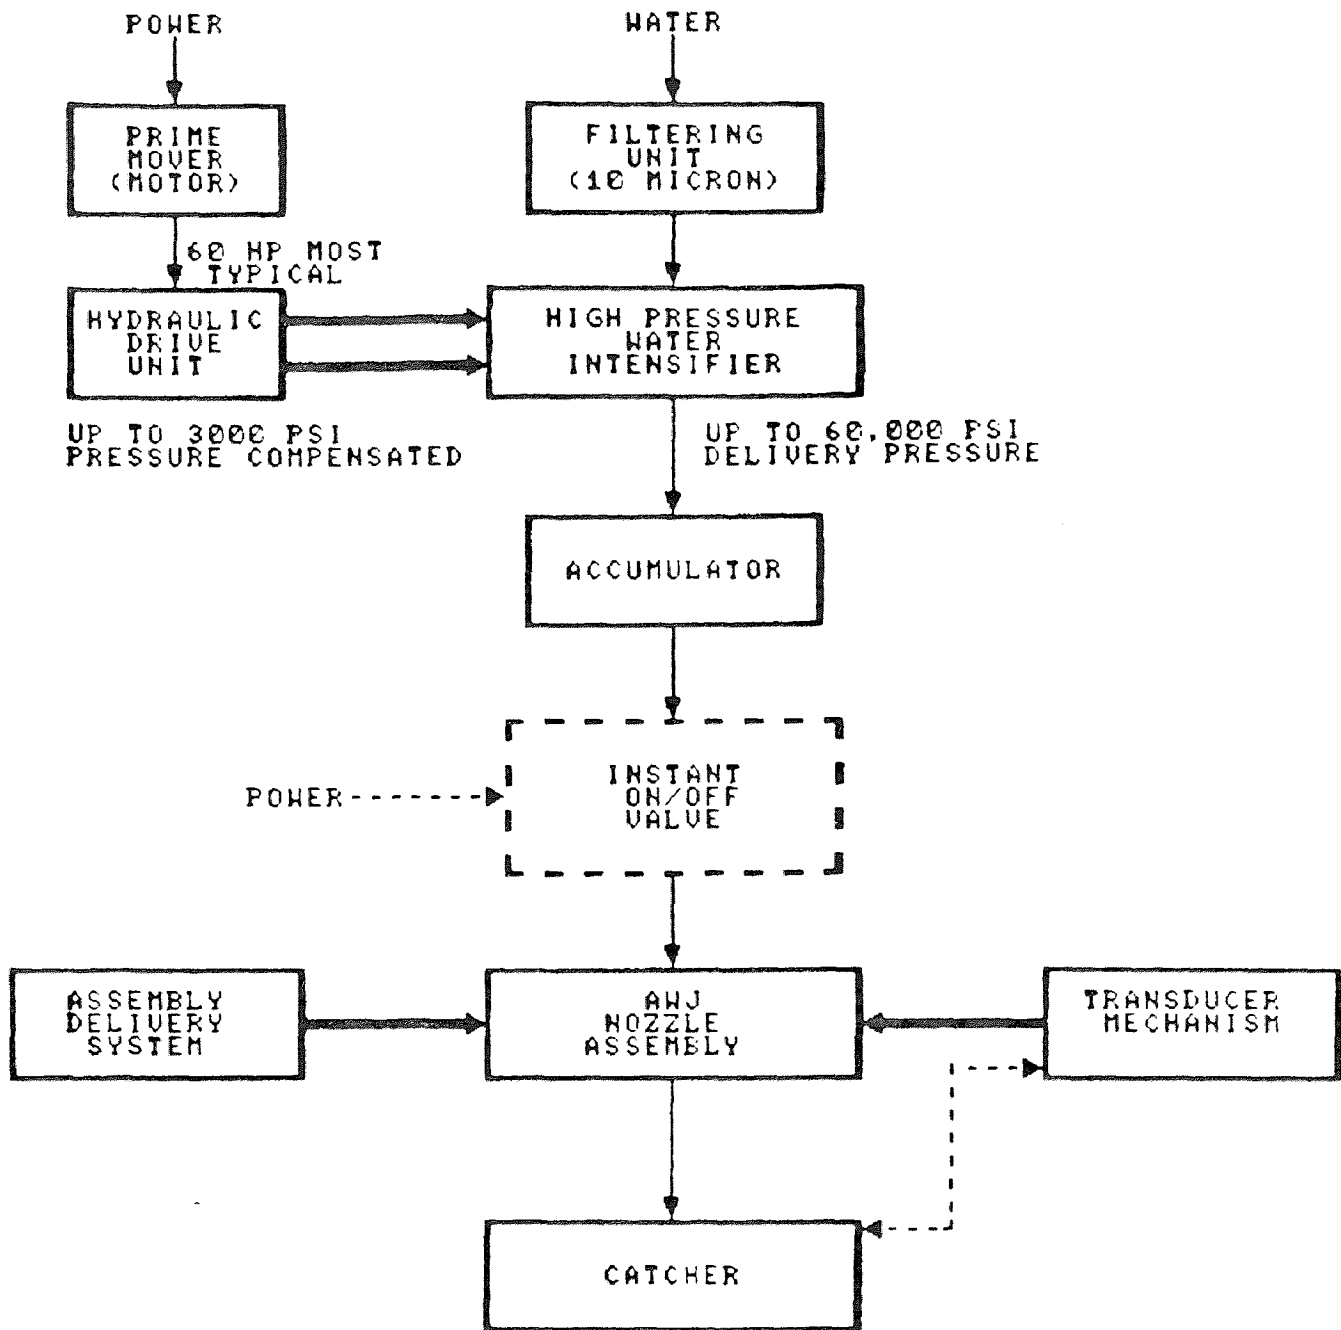 POWER
WATER
PRIME
MOVER
(MOTOR)
FILTERING
UNIT
(10 MICRON)
60 HP MOST
TYPICAL
HYDRAULIC
DRIVE
UNIT
HIGH PRESSURE
WATER
INTENSIFIER
UP TO 3000 PSI
PRESSURE COMPENSATED
UP TO 60,000 PSI
DELIVERY PRESSURE
ACCUMULATOR
POWER
INSTANT
ON/OFF
VALVE
ASSEMBLY
DELIVERY
SYSTEM
AWJ
NOZZLE
ASSEMBLY
TRANSDUCER
MECHANISM
CATCHER